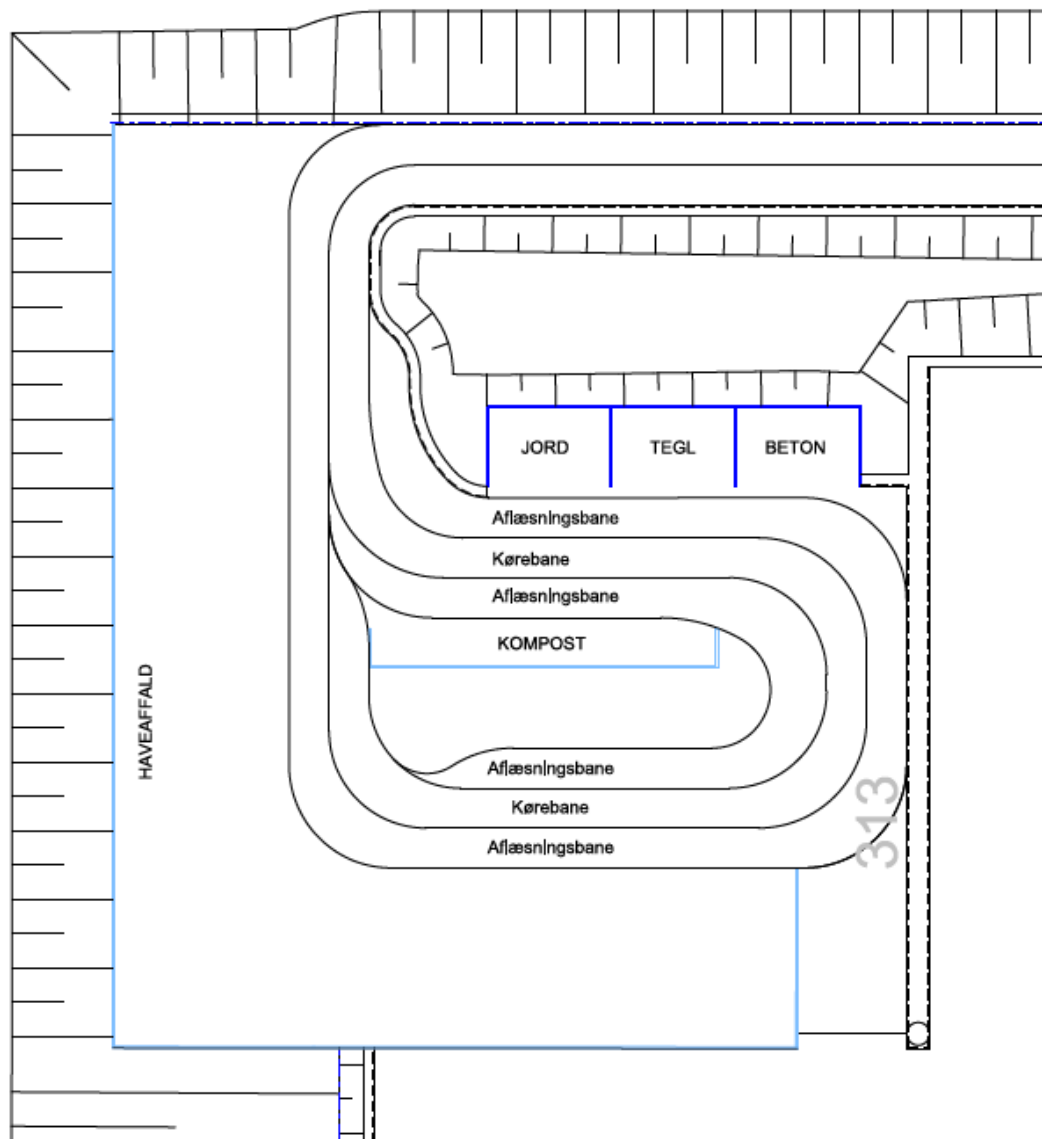 JORD
TEGL
BETON
Aflæsningsbane
Kørebane
Aflæsningsbane
KOMPOST
HAVEAFFALD
Aflæsningsbane
Kørebane
Aflæsningsbane
313